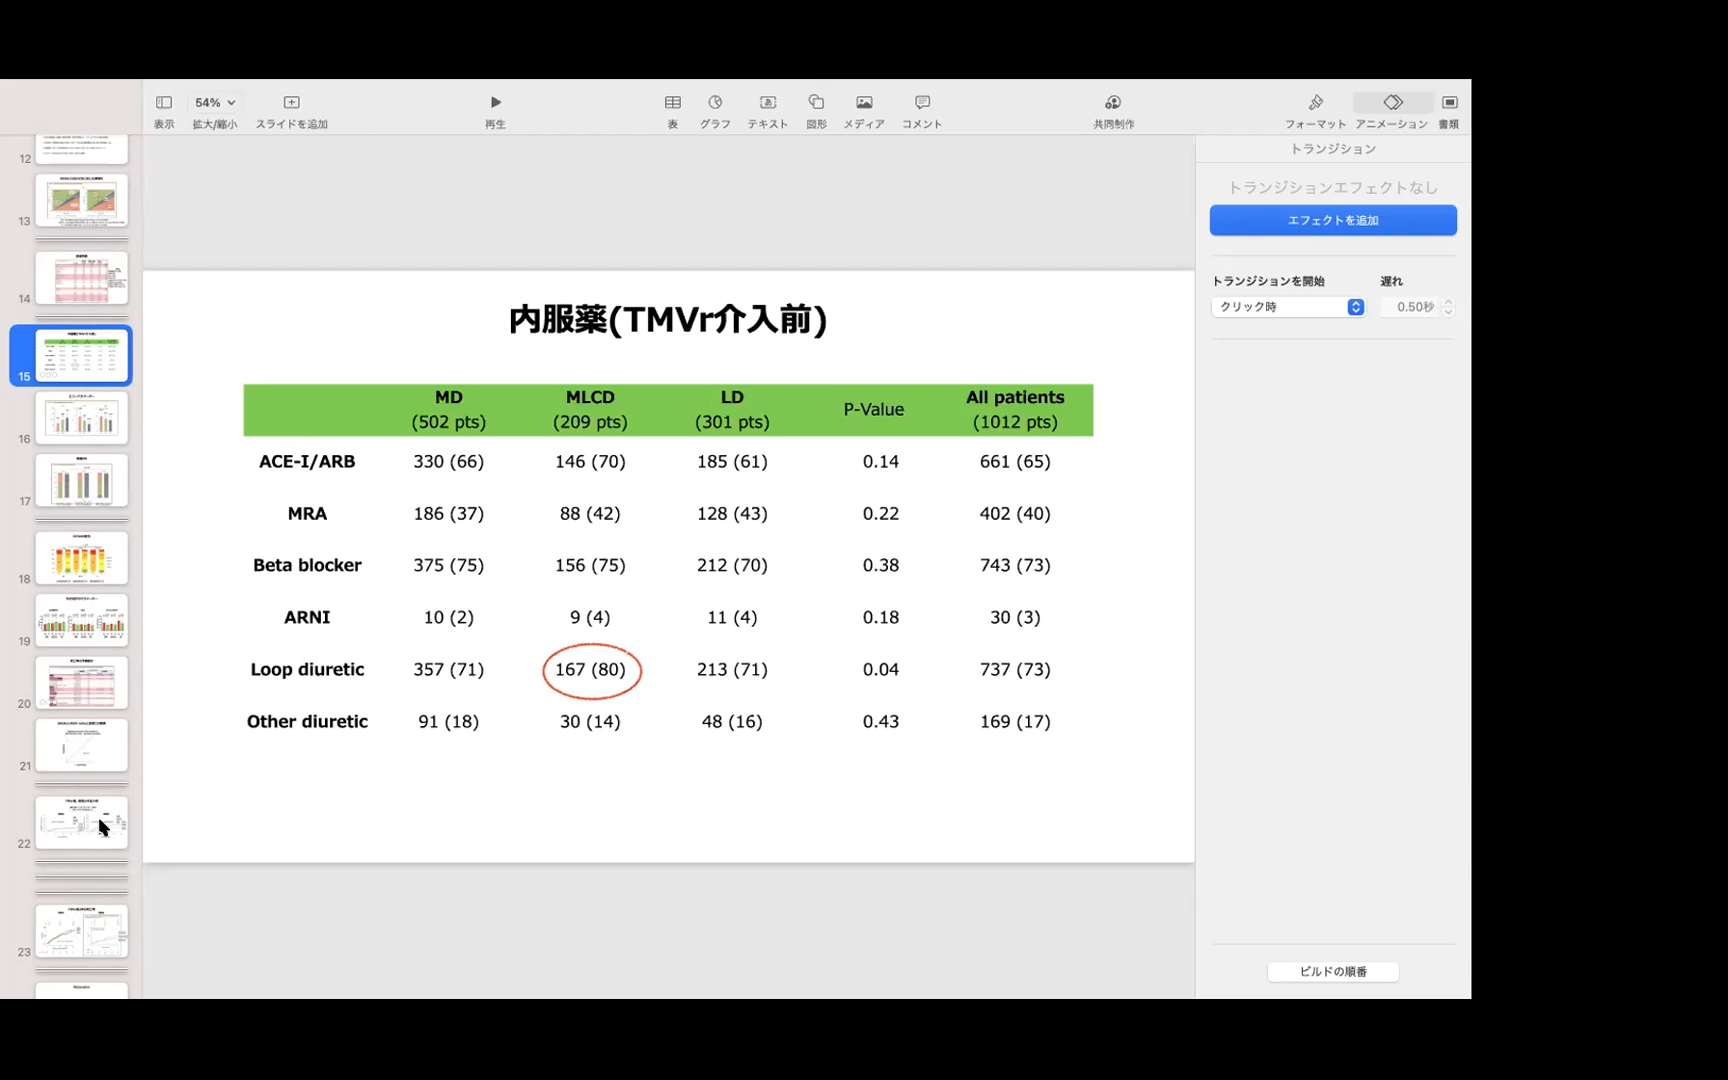 54%
表示
拡大/縮小
スライドを追加
再生
表
グラフ
テキスト
図形
メディア
コメント
共同制作
フォーマット
アニメーション
書類
トランジション
トランジションエフェクトなし
エフェクトを追加
トランジションを開始
遅れ
クリック時
0.50秒
ビルドの順番
12
13
14
15
16
17
18
19
20
21
22
23
内服薬(TMVr介入前)
MD MLCD LD P-Value All patients
(502 pts) (209 pts) (301 pts) (1012 pts)
ACE-I/ARB 330 (66) 146 (70) 185 (61) 0.14 661 (65)
MRA 186 (37) 88 (42) 128 (43) 0.22 402 (40)
Beta blocker 375 (75) 156 (75) 212 (70) 0.38 743 (73)
ARNI 10 (2) 9 (4) 11 (4) 0.18 30 (3)
Loop diuretic 357 (71) 167 (80) 213 (71) 0.04 737 (73)
Other diuretic 91 (18) 30 (14) 48 (16) 0.43 169 (17)